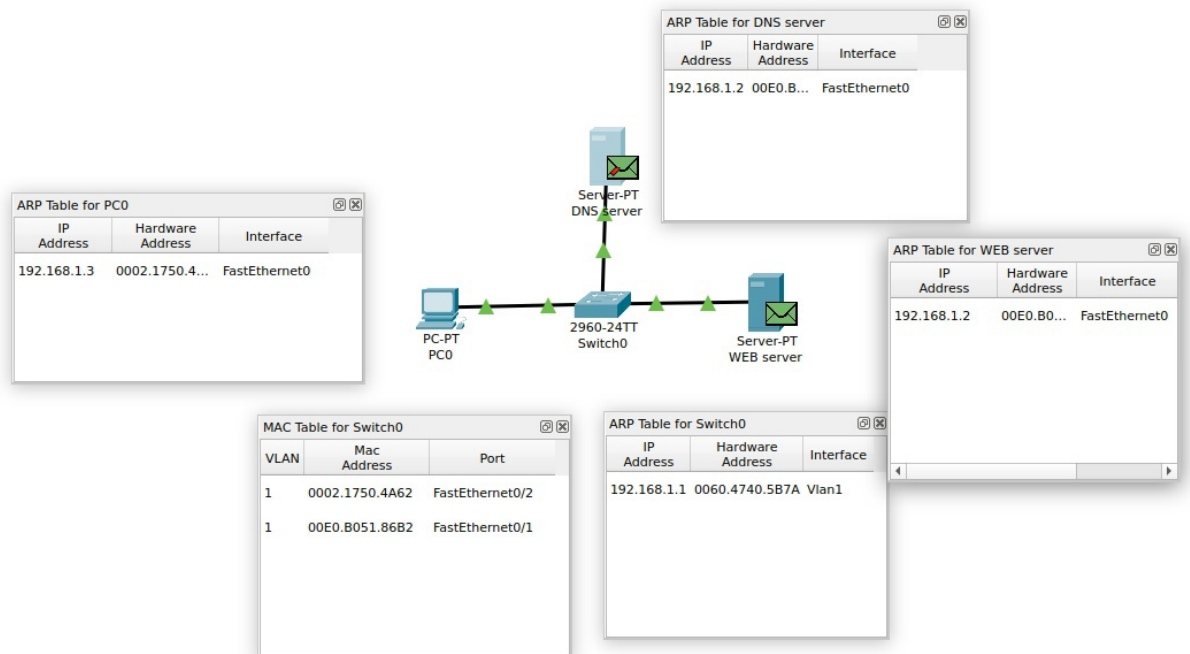 ARP Table for DNS server
IP Address Hardware Address Interface
192.168.1.2 00E0.B... FastEthernet0
Server-PT
DNS server
ARP Table for PC0
IP Address Hardware Address Interface
192.168.1.3 0002.1750.4... FastEthernet0
ARP Table for WEB server
IP Address Hardware Address Interface
192.168.1.2 00E0.B0... FastEthernet0
PC-PT
PC0
2960-24TT
Switch0
Server-PT
WEB server
MAC Table for Switch0
VLAN Mac Address Port
1 0002.1750.4A62 FastEthernet0/2
1 00E0.B051.86B2 FastEthernet0/1
ARP Table for Switch0
IP Address Hardware Address Interface
192.168.1.1 0060.4740.5B7A Vlan1